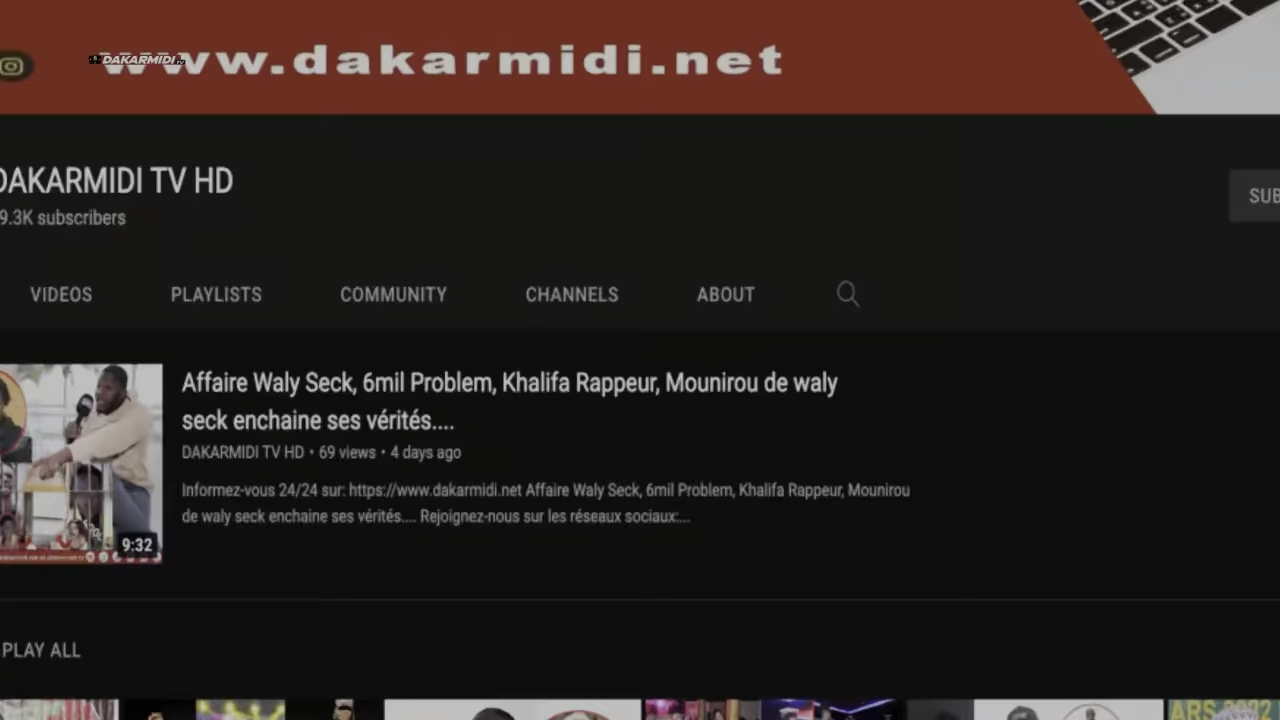 www.dakarmidi.net
DAKARMIDI
DAKARMIDI TV HD
9.3K subscribers
SUB
VIDEOS
PLAYLISTS
COMMUNITY
CHANNELS
ABOUT
Affaire Waly Seck, 6mil Problem, Khalifa Rappeur, Mounirou de waly
seck enchaine ses vérités....
DAKARMIDI TV HD • 69 views • 4 days ago
Informez-vous 24/24 sur: https://www.dakarmidi.net Affaire Waly Seck, 6mil Problem, Khalifa Rappeur, Mounirou
de waly seck enchaine ses vérités.... Rejoignez-nous sur les réseaux sociaux:...
9:32
PLAY ALL
ARS 2022